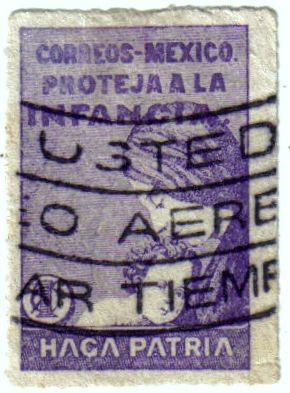 CORREOS-MEXICO.
PROTEJA A LA
INFANCIA.
USTED
EO AERE
AR TIEMP
HAGA PATRIA